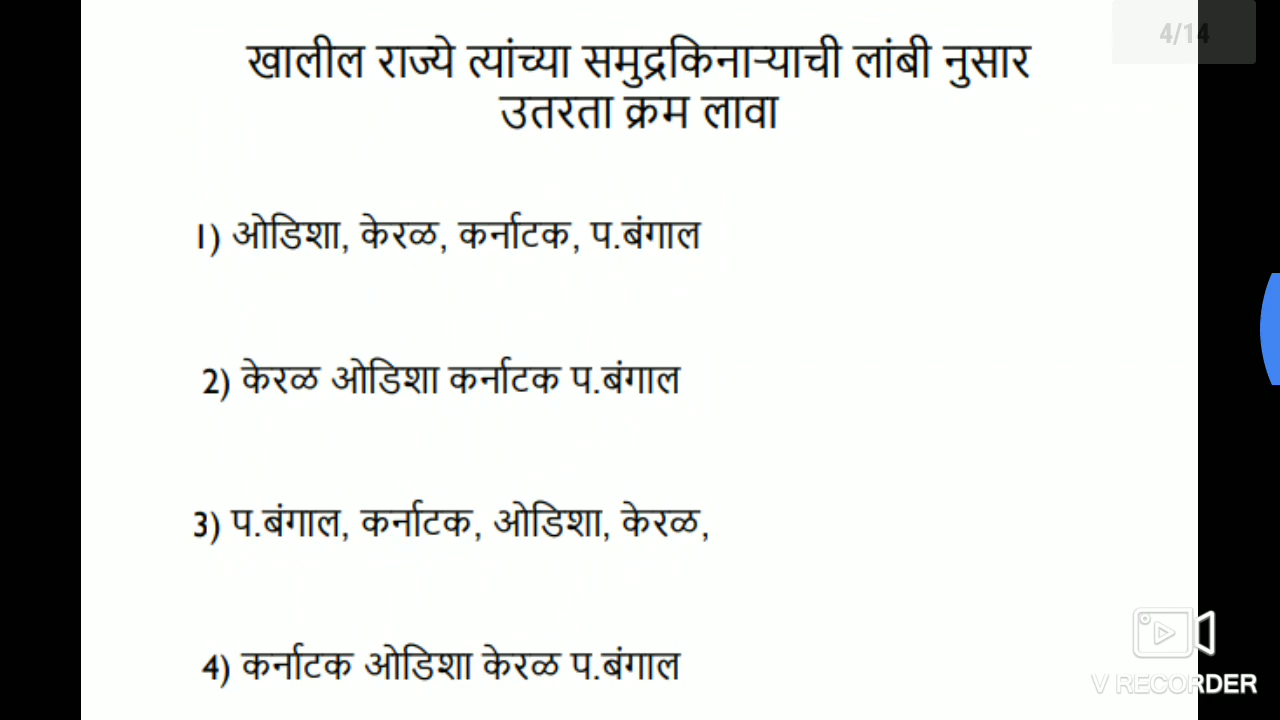 4/14
खालील राज्ये त्यांच्या समुद्रकिनाऱ्याची लांबी नुसार
उतरता क्रम लावा
1) ओडिशा, केरळ, कर्नाटक, प.बंगाल
2) केरळ ओडिशा कर्नाटक प.बंगाल
3) प.बंगाल, कर्नाटक, ओडिशा, केरळ,
4) कर्नाटक ओडिशा केरळ प.बंगाल
V RECORDER